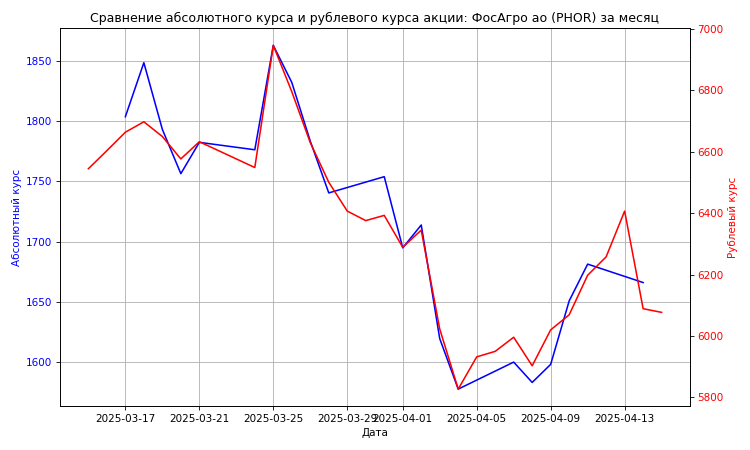 Сравнение абсолютного курса и рублевого курса акции: ФосАгро ао (PHOR) за месяц
Абсолютный курс
1850
1800
1750
1700
1650
1600
7000
6800
6600
6400
6200
6000
5800
Рублевый курс
2025-03-17 2025-03-21 2025-03-25 2025-03-29 2025-04-01 2025-04-05 2025-04-09 2025-04-13
Дата